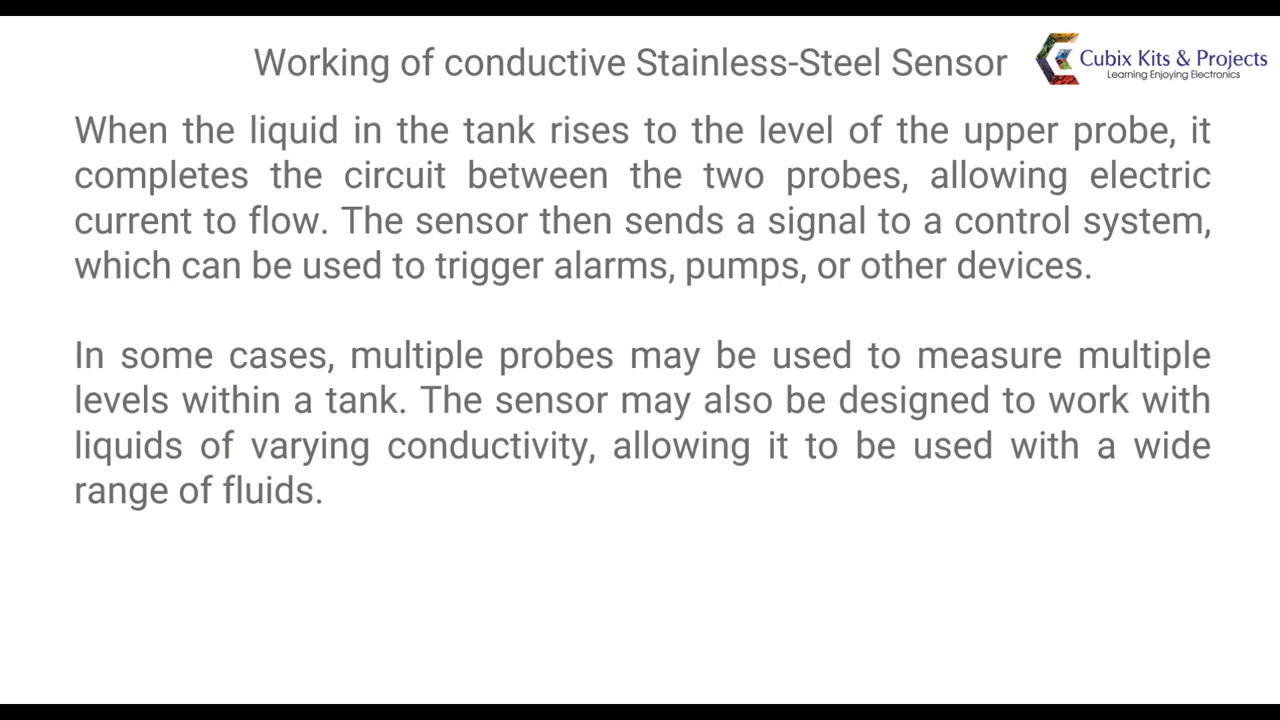 Working of conductive Stainless-Steel Sensor
Cubix Kits & Projects
Learning Enjoying Electronics
When the liquid in the tank rises to the level of the upper probe, it
completes the circuit between the two probes, allowing electric
current to flow. The sensor then sends a signal to a control system,
which can be used to trigger alarms, pumps, or other devices.
In some cases, multiple probes may be used to measure multiple
levels within a tank. The sensor may also be designed to work with
liquids of varying conductivity, allowing it to be used with a wide
range of fluids.